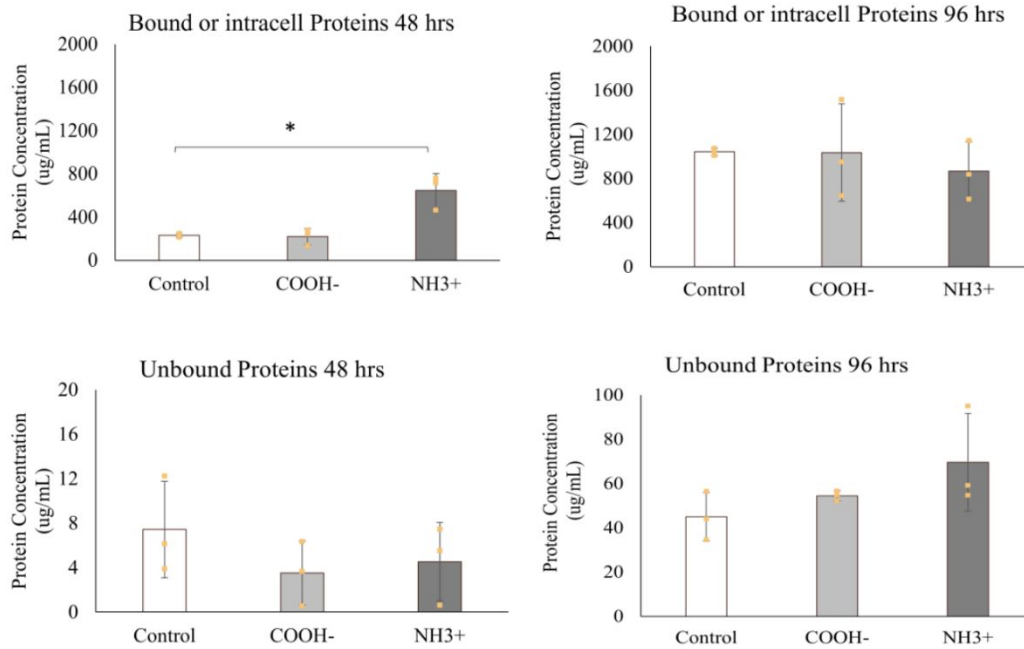 Bound or intracell Proteins 48 hrs
Protein Concentration
(ug/mL)
2000
1600
1200
800
400
0
*
Control COOH- NH3+
Bound or intracell Proteins 96 hrs
Protein Concentration
(ug/mL)
2000
1600
1200
800
400
0
Control COOH- NH3+
Unbound Proteins 48 hrs
Protein Concentration
(ug/mL)
20
16
12
8
4
0
Control COOH- NH3+
Unbound Proteins 96 hrs
Protein Concentration
(ug/mL)
100
80
60
40
20
0
Control COOH- NH3+